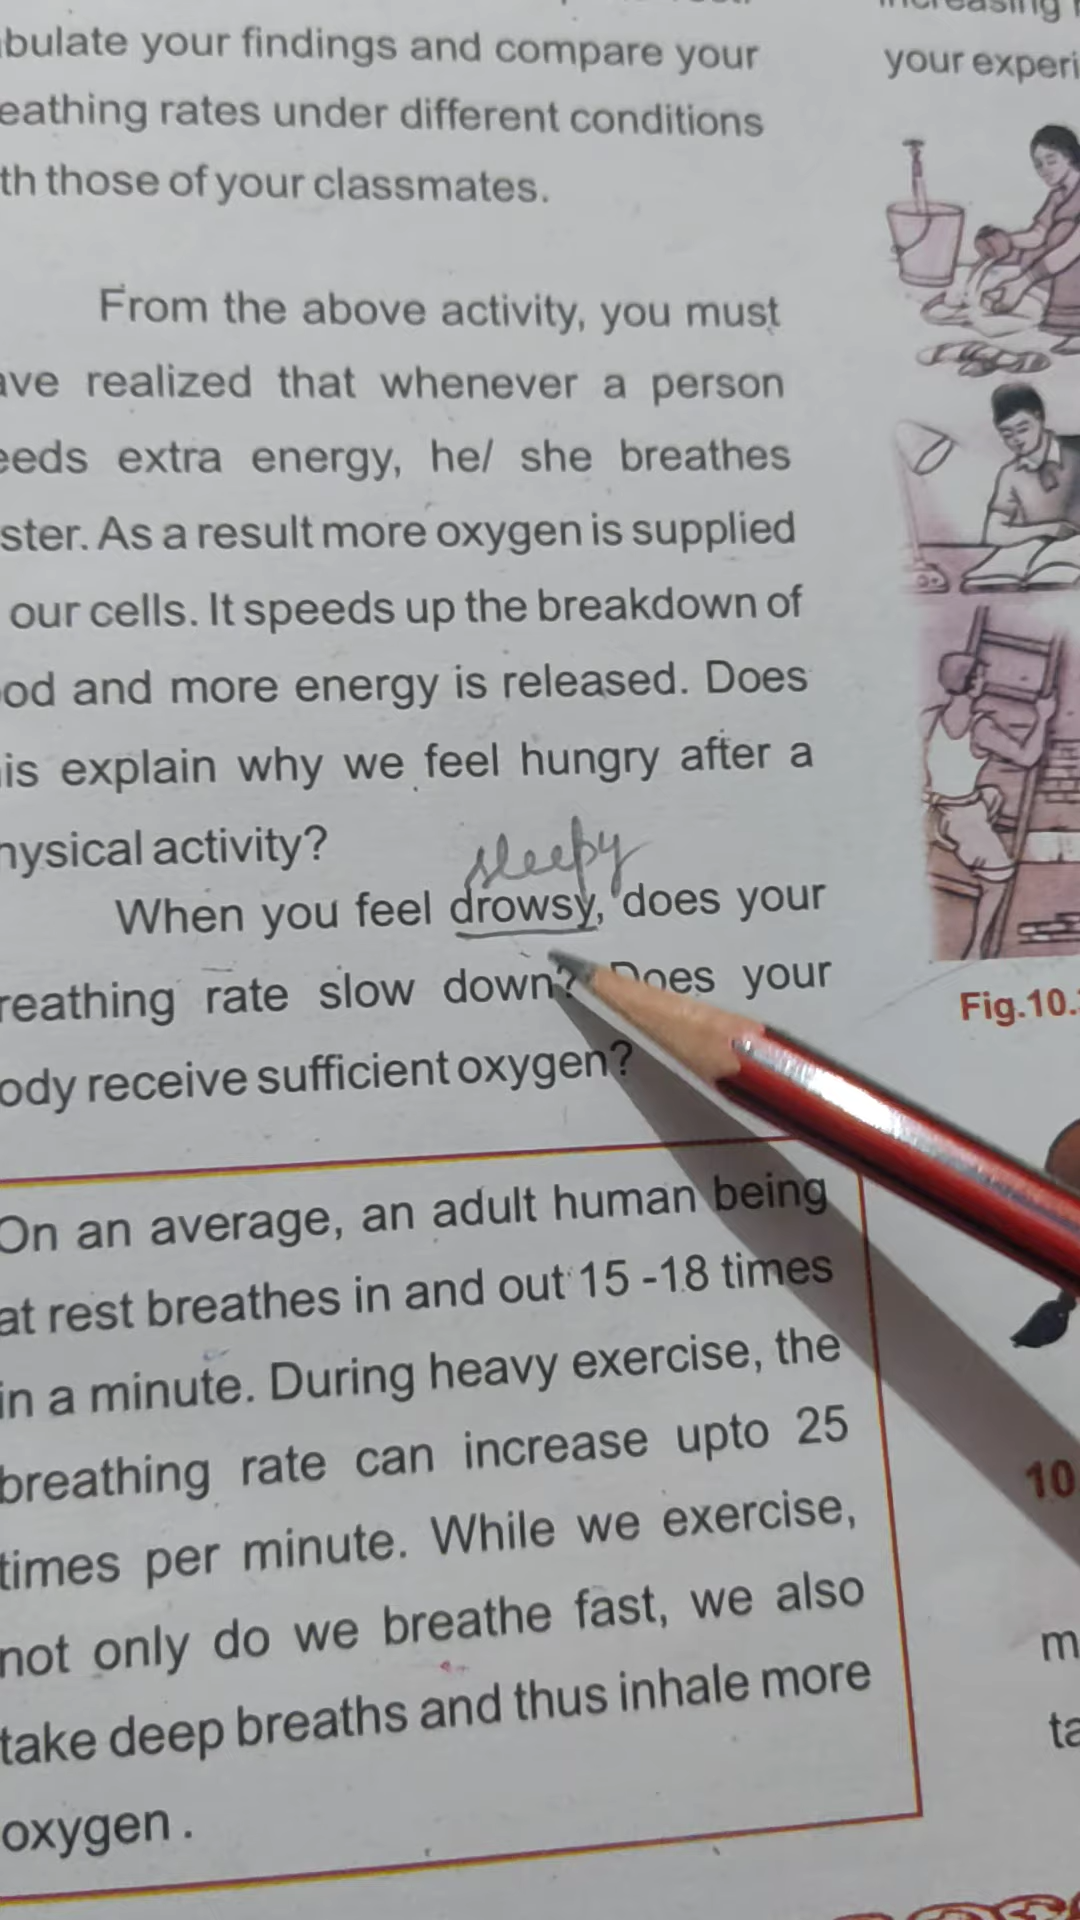 bulate your findings and compare your
eathing rates under different conditions
th those of your classmates.
From the above activity, you must
ave realized that whenever a person
eeds extra energy, he/ she breathes
ster. As a result more oxygen is supplied
our cells. It speeds up the breakdown of
od and more energy is released. Does
is explain why we feel hungry after a
hysical activity?
sleepy
When you feel drowsy, does your
reathing rate slow down? Does your
ody receive sufficient oxygen?
On an average, an adult human being
at rest breathes in and out 15 -18 times
in a minute. During heavy exercise, the
breathing rate can increase upto 25
times per minute. While we exercise,
not only do we breathe fast, we also
take deep breaths and thus inhale more
oxygen .
increasing
your experi
Fig.10.
10
m
ta